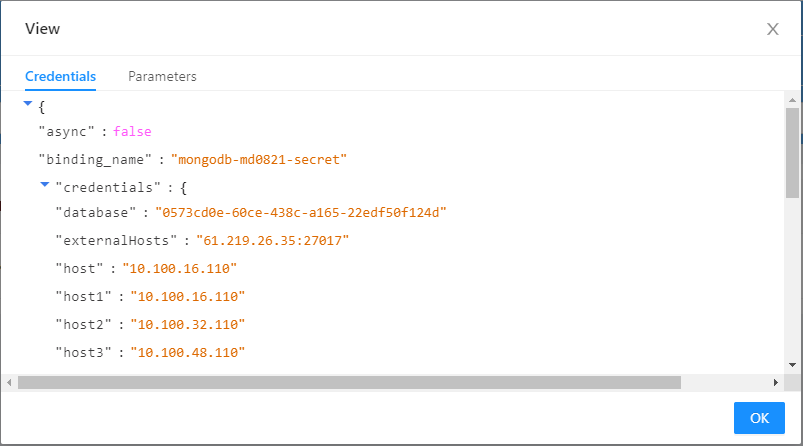 View
Credentials Parameters
{
"async" : false
"binding_name" : "mongodb-md0821-secret"
"credentials" : {
"database" : "0573cd0e-60ce-438c-a165-22edf50f124d"
"externalHosts" : "61.219.26.35:27017"
"host" : "10.100.16.110"
"host1" : "10.100.16.110"
"host2" : "10.100.32.110"
"host3" : "10.100.48.110"
OK